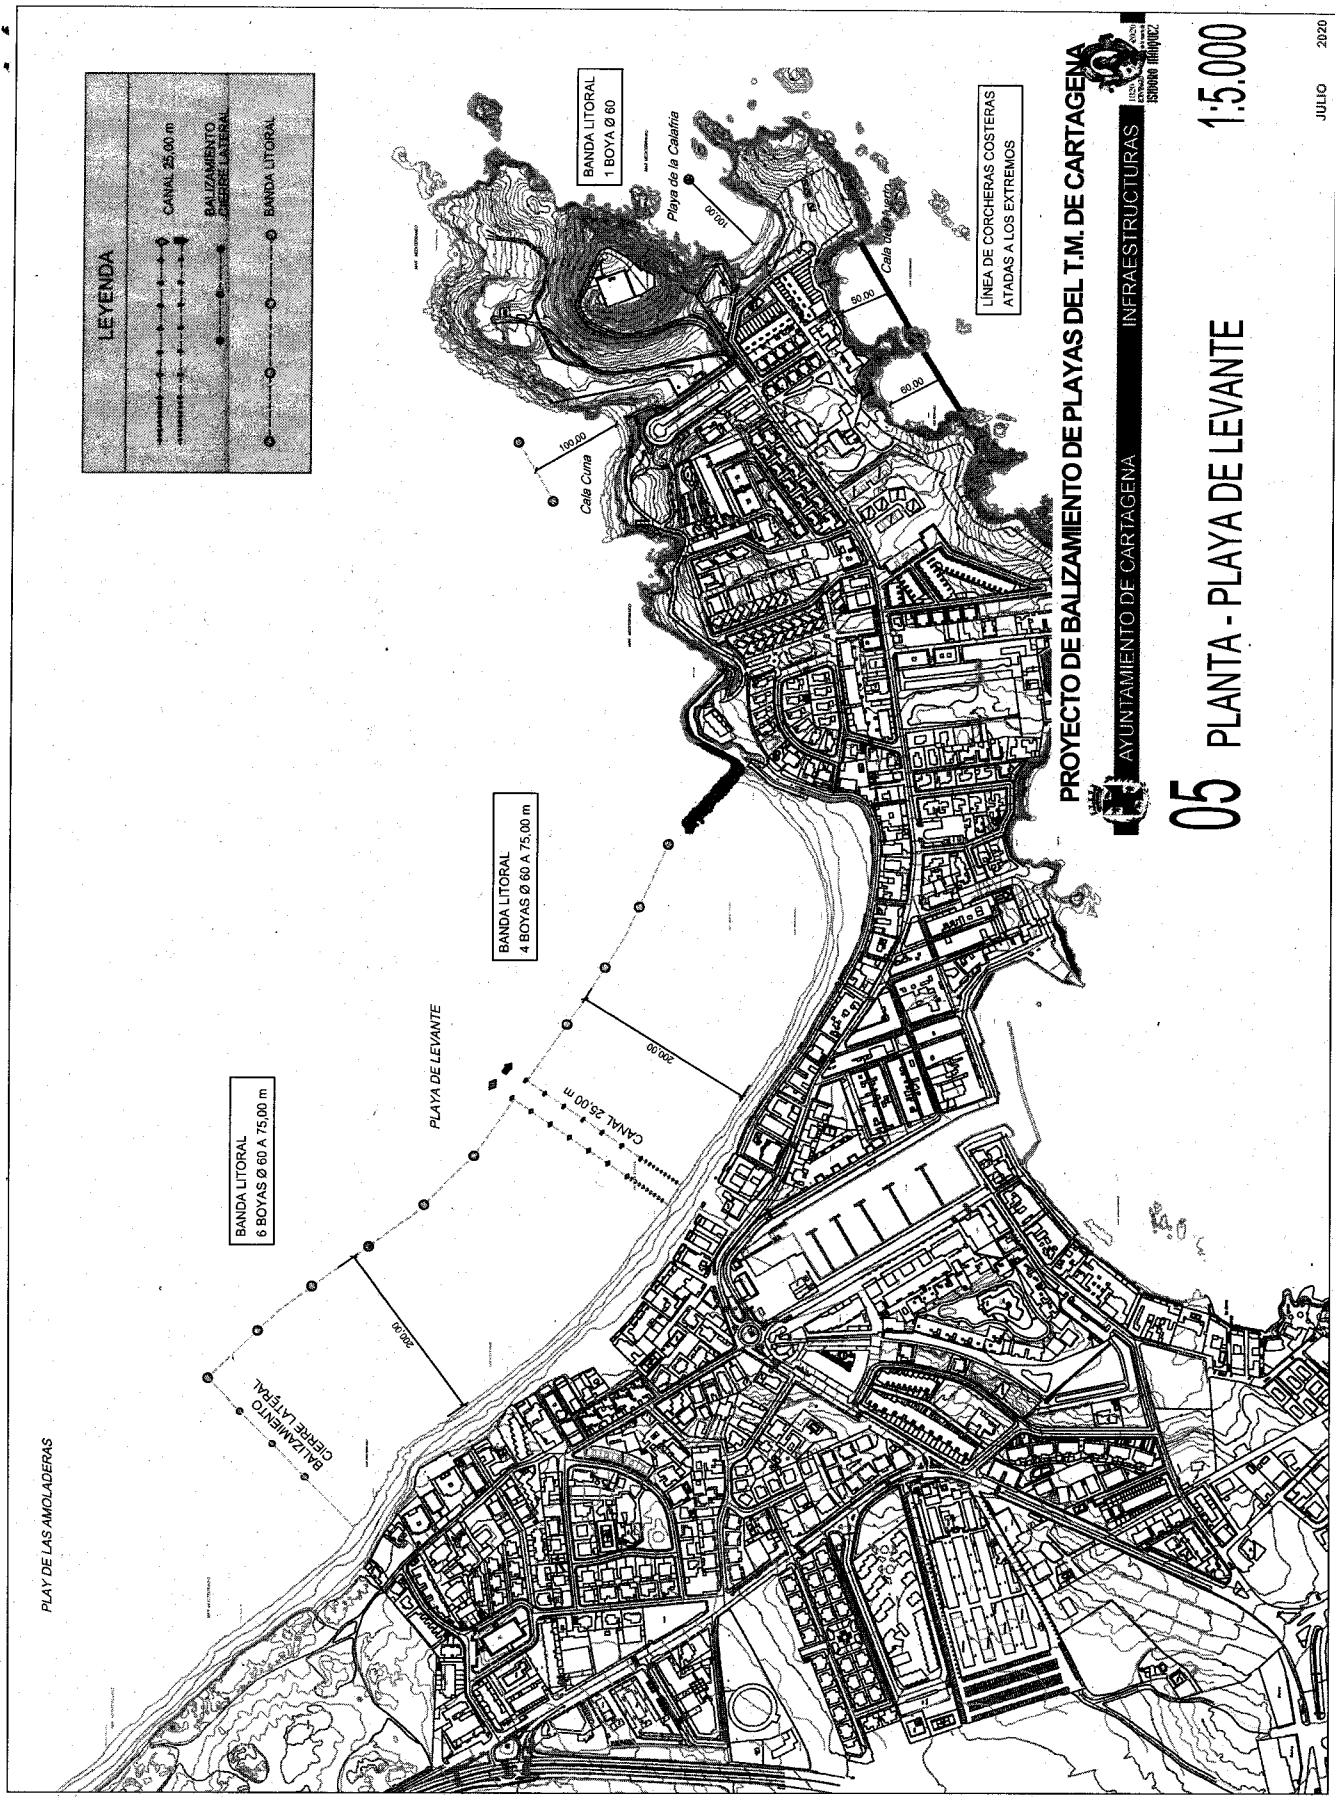 PLAY DE LAS AMOLADERAS
BALIZAMIENTO
CIERRE LATERAL
200,00
BANDA LITORAL
6 BOYAS Ø 60 A 75,00 m
PLAYA DE LEVANTE
CANAL 25,00 m
200,00
BANDA LITORAL
4 BOYAS Ø 60 A 75,00 m
LEYENDA
CANAL 25,00 m
BALIZAMIENTO
CIERRE LATERAL
BANDA LITORAL
Cala Cuna
100,00
BANDA LITORAL
1 BOYA Ø 60
Playa de la Calafria
100,00
60.00
60.00
LÍNEA DE CORCHERAS COSTERAS
ATADAS A LOS EXTREMOS
PROYECTO DE BALIZAMIENTO DE PLAYAS DEL T.M. DE CARTAGENA
AYUNTAMIENTO DE CARTAGENA
INFRAESTRUCTURAS
05 PLANTA - PLAYA DE LEVANTE
1:5.000
JULIO 2020